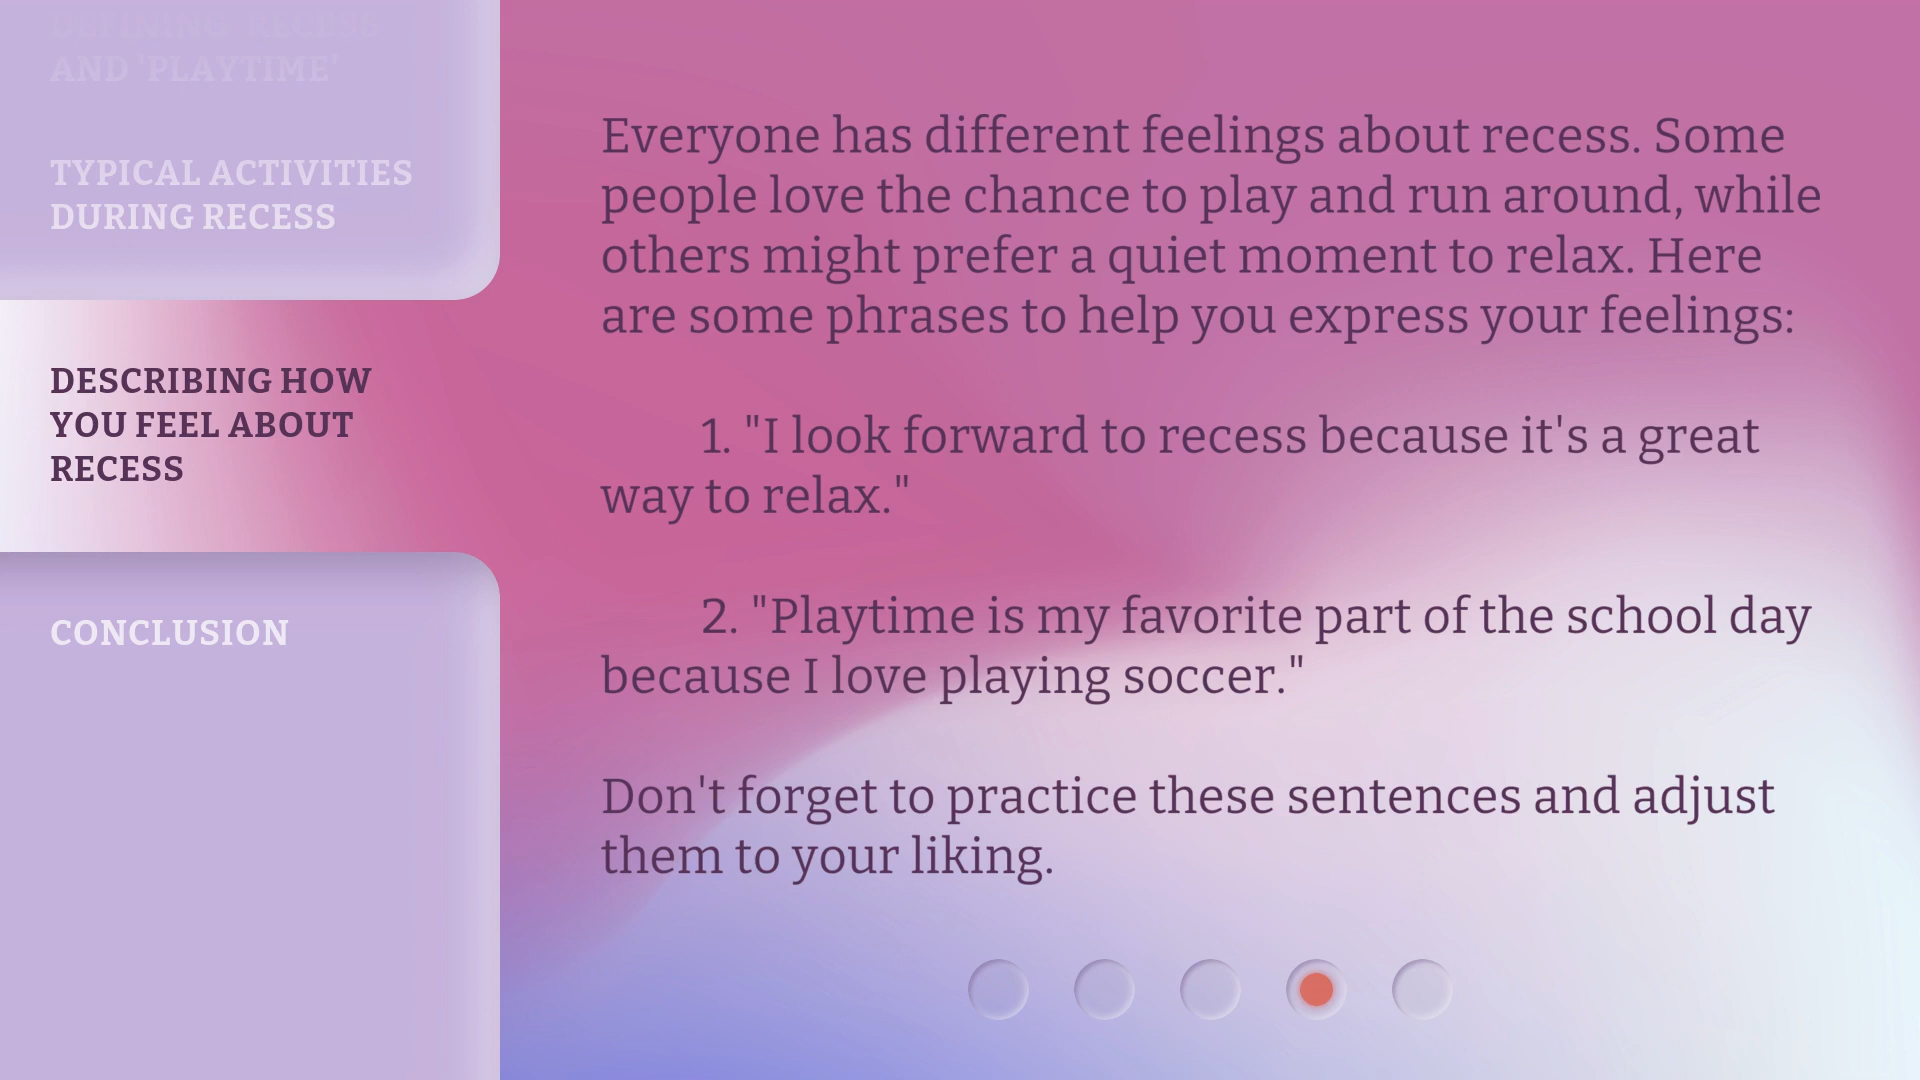 DEFINING 'RECESS'
AND 'PLAYTIME'
TYPICAL ACTIVITIES
DURING RECESS
DESCRIBING HOW
YOU FEEL ABOUT
RECESS
CONCLUSION
Everyone has different feelings about recess. Some
people love the chance to play and run around, while
others might prefer a quiet moment to relax. Here
are some phrases to help you express your feelings:
1. "I look forward to recess because it's a great
way to relax."
2. "Playtime is my favorite part of the school day
because I love playing soccer."
Don't forget to practice these sentences and adjust
them to your liking.